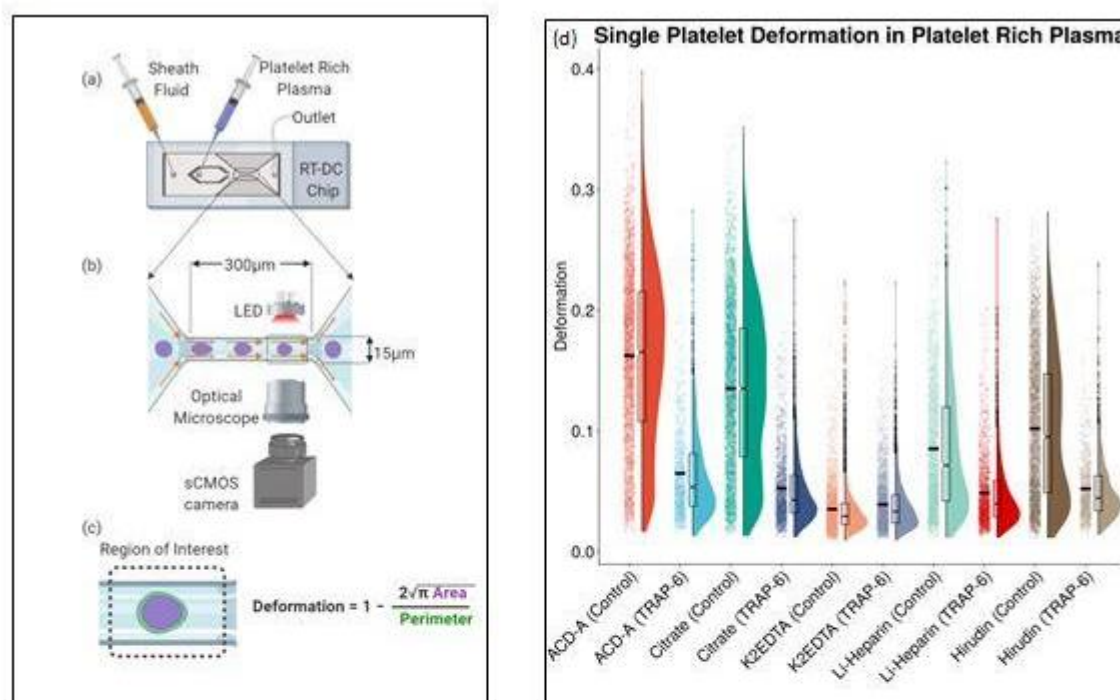 (a)
Sheath
Fluid
Platelet Rich
Plasma
Outlet
RT-DC
Chip
(b)
300µm
LED
15µm
Optical
Microscope
sCMOS
camera
(c)
Region of Interest
Deformation = 1 - 2√π Area
Perimeter
(d) Single Platelet Deformation in Platelet Rich Plasma
Deformation
0.4
0.3
0.2
0.1
0.0
ACD-A (Control)
ACD-A (TRAP-6)
Citrate (Control)
Citrate (TRAP-6)
K2EDTA (Control)
K2EDTA (TRAP-6)
Li-Heparin (Control)
Li-Heparin (TRAP-6)
Hirudin (Control)
Hirudin (TRAP-6)